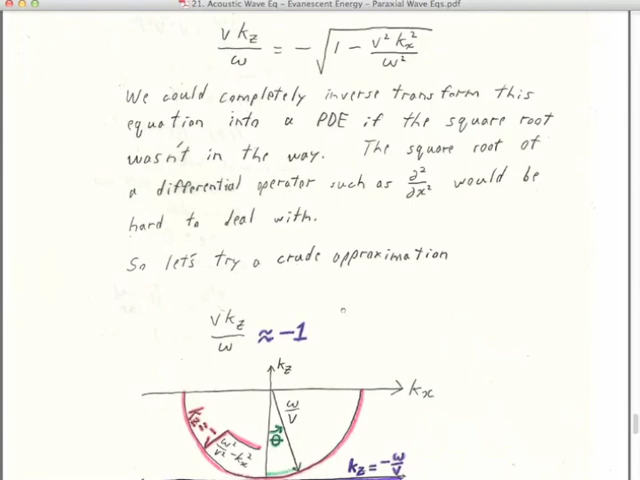 21. Acoustic Wave Eq – Evanescent Energy – Paraxial Wave Eqs.pdf
v k_z / ω = - √(1 - v² k_x² / ω²)
We could completely inverse transform this
equation into a PDE if the square root
wasn't in the way. The square root of
a differential operator such as ∂²/∂x² would be
hard to deal with.
So let's try a crude approximation
v k_z / ω ≈ -1
k_z
k_x
ω/v
k_z = - √(ω²/v² - k_x²)
Φ
k_z = -ω/v